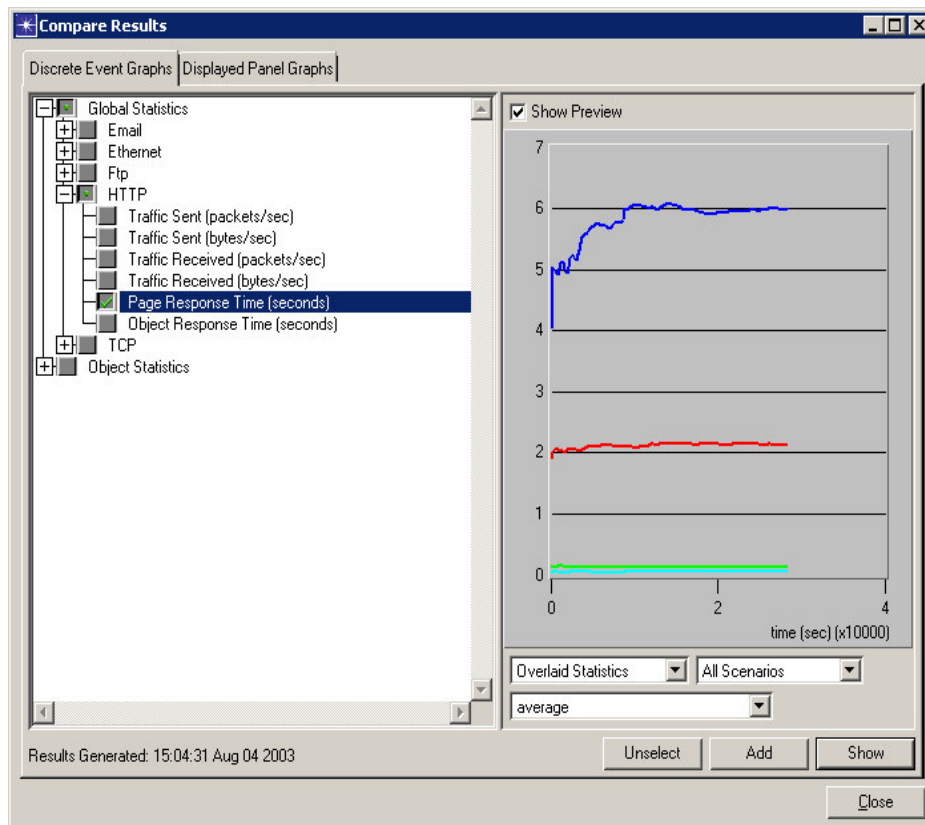 Compare Results
Discrete Event Graphs
Displayed Panel Graphs
Global Statistics
Email
Ethernet
Ftp
HTTP
Traffic Sent (packets/sec)
Traffic Sent (bytes/sec)
Traffic Received (packets/sec)
Traffic Received (bytes/sec)
Page Response Time (seconds)
Object Response Time (seconds)
TCP
Object Statistics
Show Preview
7
6
5
4
3
2
1
0
0
2
4
time (sec) (x10000)
Overlaid Statistics
All Scenarios
average
Results Generated: 15:04:31 Aug 04 2003
Unselect
Add
Show
Close